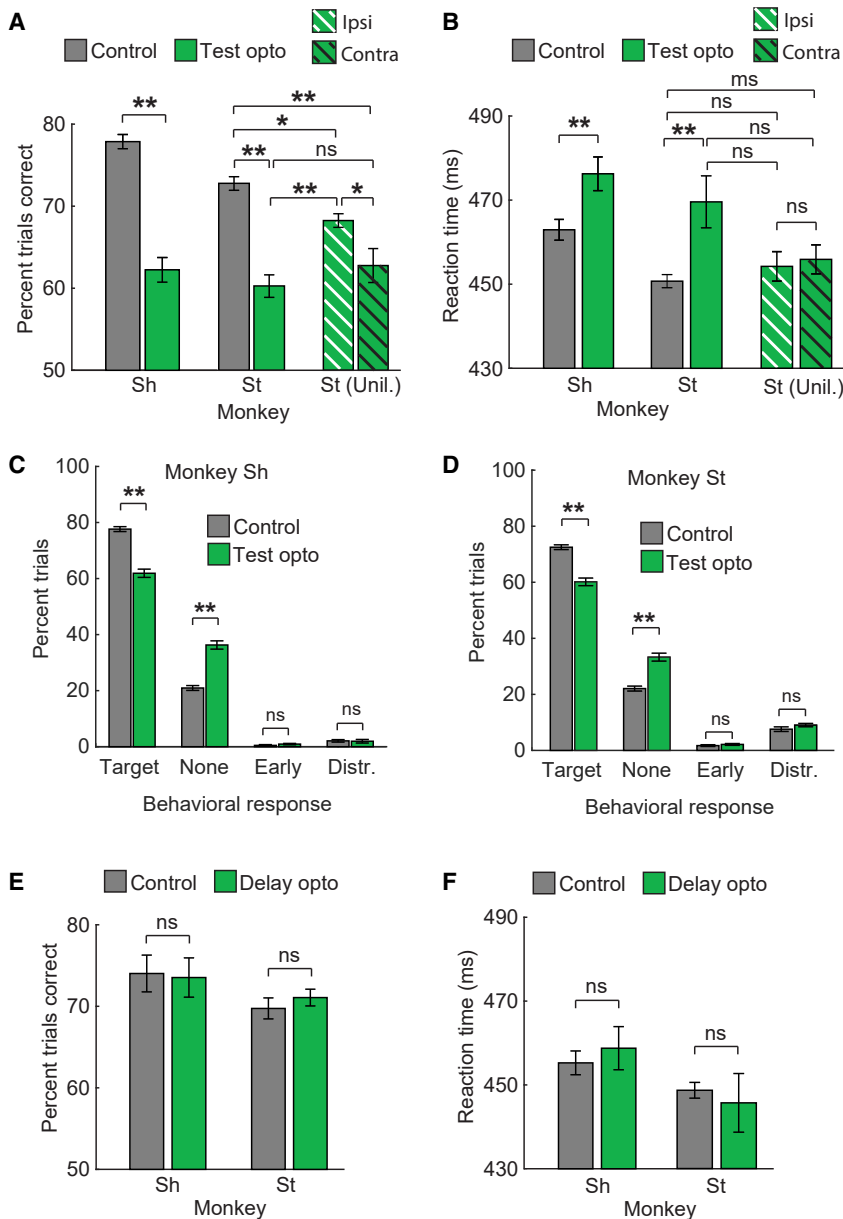 A
Control
Test opto
Ipsi
Contra
**
**
*
**
ns
**
*
80
70
60
50
Percent trials correct
Sh
St
St (Unil.)
Monkey
B
Control
Test opto
Ipsi
Contra
ms
ns
**
**
ns
ns
ns
490
470
450
430
Reaction time (ms)
Sh
St
St (Unil.)
Monkey
C
Monkey Sh
Control
Test opto
**
**
ns
ns
100
80
60
40
20
0
Percent trials
Target
None
Early
Distr.
Behavioral response
D
Monkey St
Control
Test opto
**
**
ns
ns
100
80
60
40
20
0
Percent trials
Target
None
Early
Distr.
Behavioral response
E
Control
Delay opto
ns
ns
80
70
60
50
Percent trials correct
Sh
St
Monkey
F
Control
Delay opto
ns
ns
490
470
450
430
Reaction time (ms)
Sh
St
Monkey